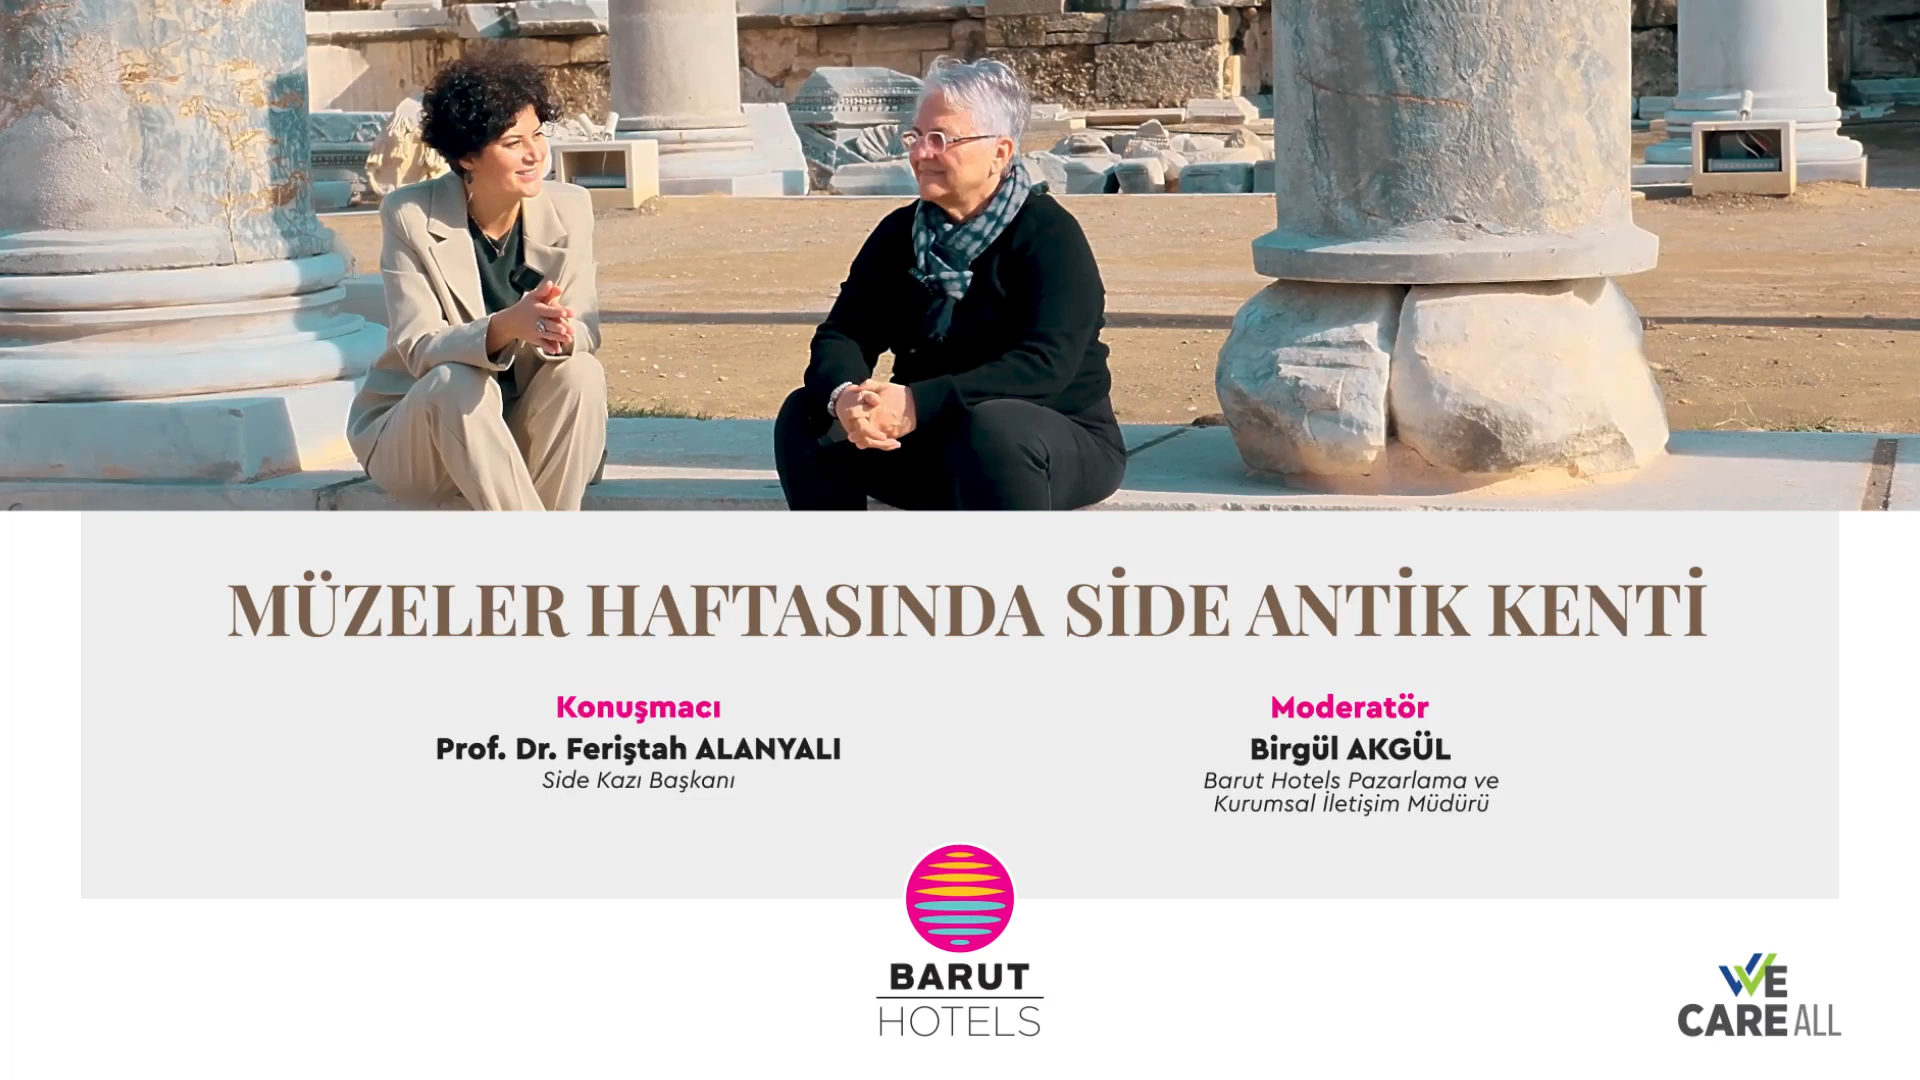 MÜZELER HAFTASINDA SİDE ANTİK KENTİ
Konuşmacı
Prof. Dr. Feriştah ALANYALI
Side Kazı Başkanı
Moderatör
Birgül AKGÜL
Barut Hotels Pazarlama ve
Kurumsal İletişim Müdürü
BARUT
HOTELS
WE
CARE ALL